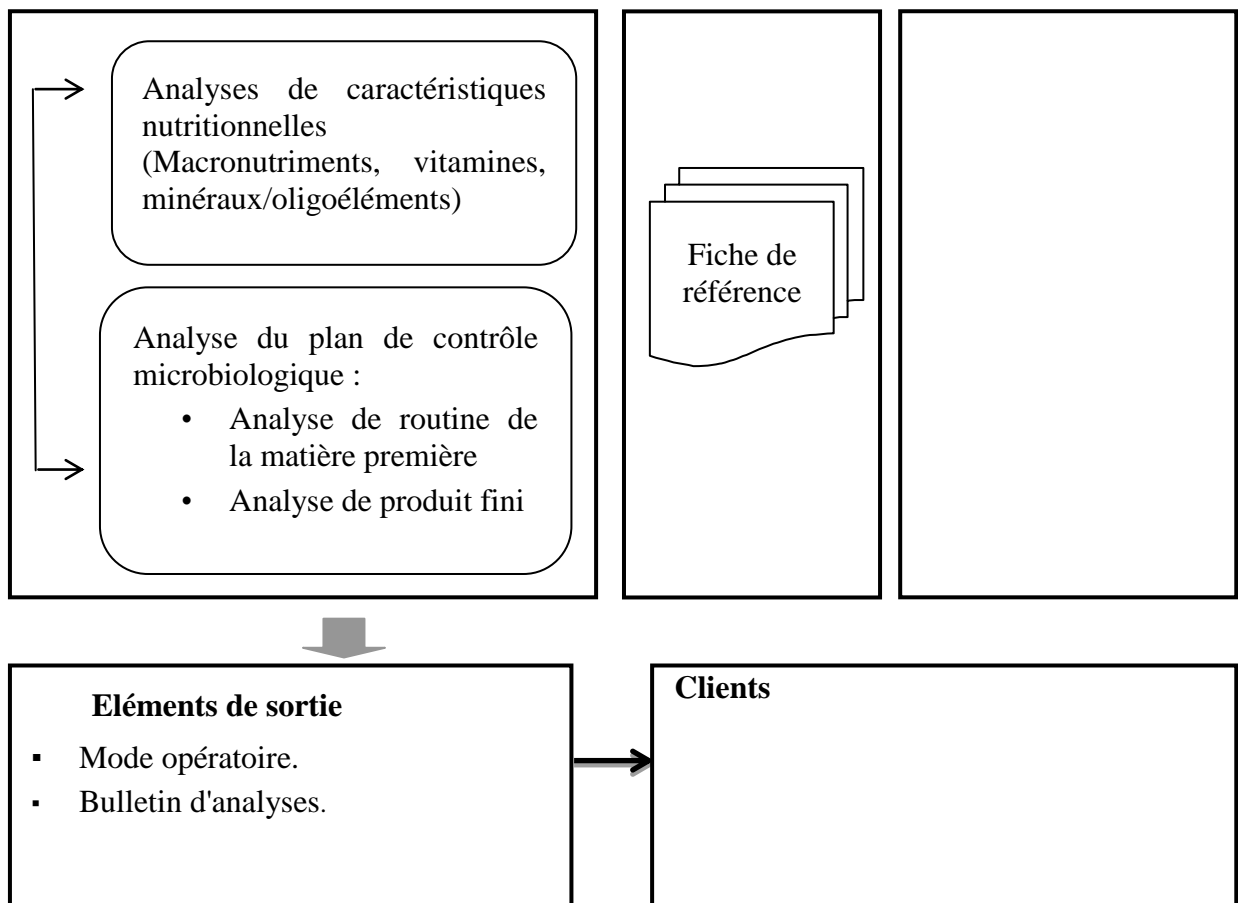 Analyses de caractéristiques
nutritionnelles
(Macronutriments, vitamines,
minéraux/oligoéléments)
Analyse du plan de contrôle
microbiologique :
• Analyse de routine de
la matière première
• Analyse de produit fini
Fiche de
référence
Eléments de sortie
▪ Mode opératoire.
▪ Bulletin d'analyses.
Clients